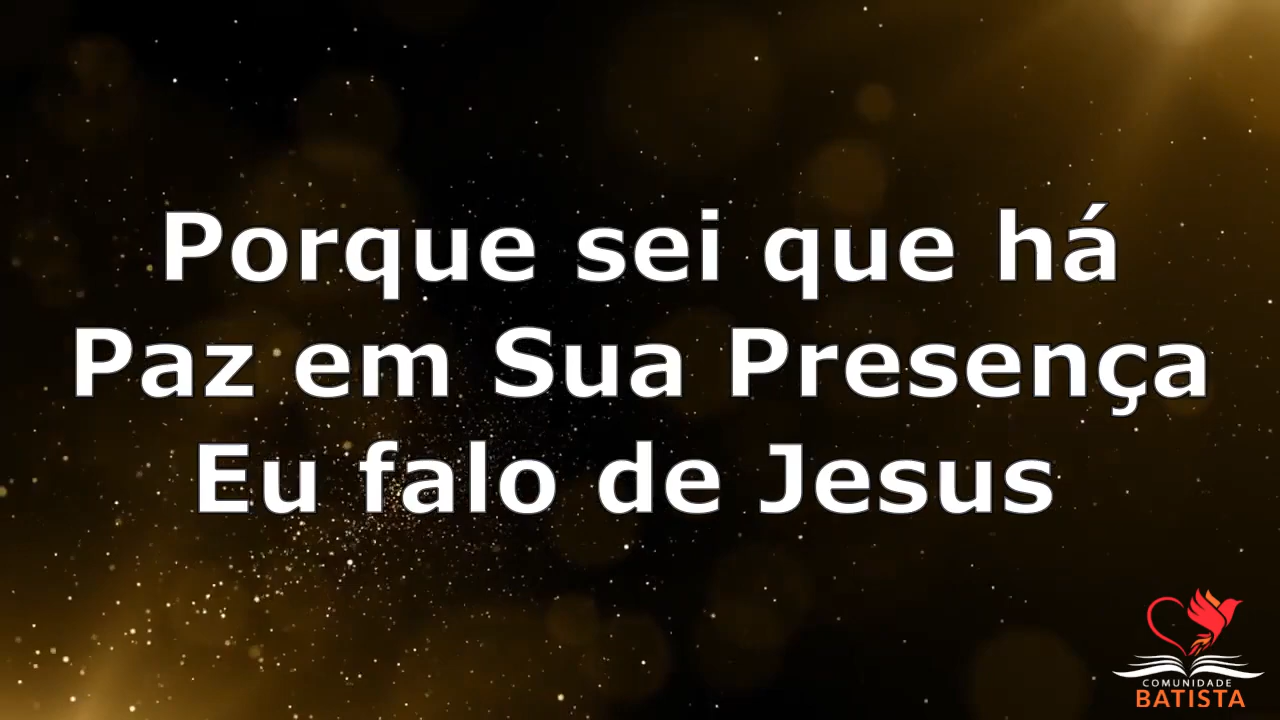 Porque sei que há
Paz em Sua Presença
Eu falo de Jesus
COMUNIDADE
BATISTA